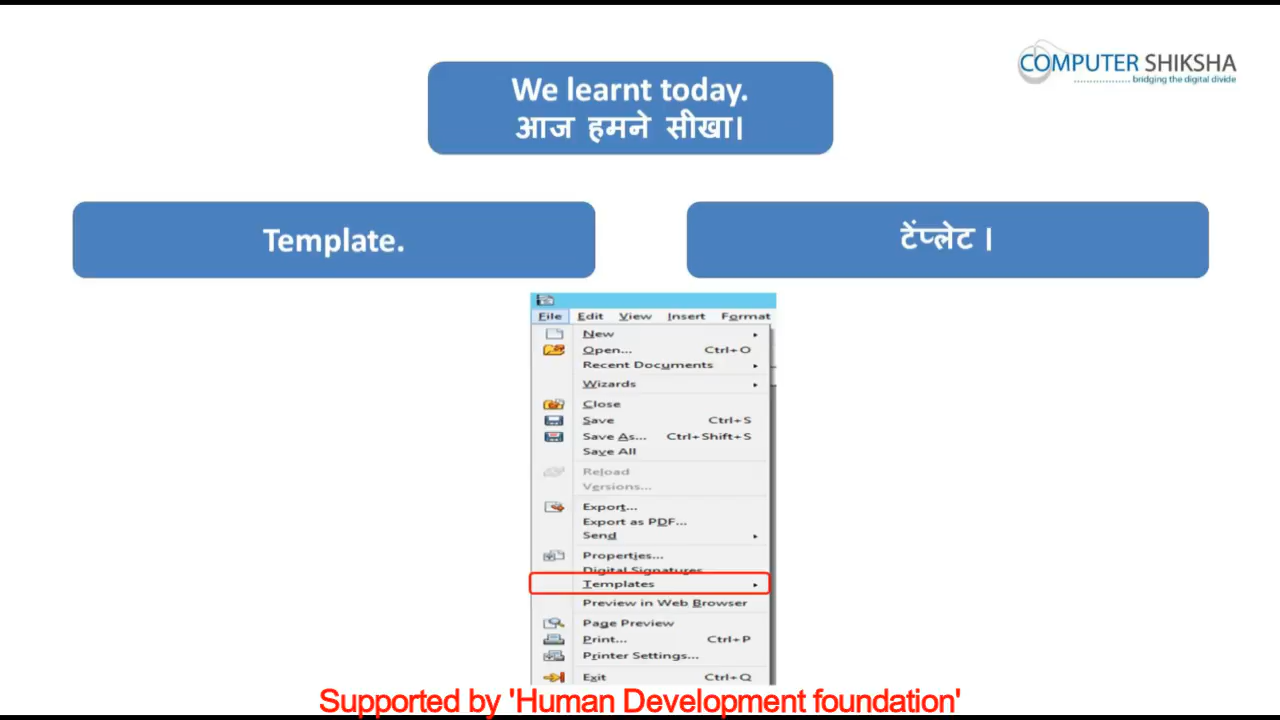 COMPUTER SHIKSHA
bridging the digital divide
We learnt today.
आज हमने सीखा।
Template.
टेंप्लेट ।
File Edit View Insert Format
New
Open... Ctrl+O
Recent Documents
Wizards
Close
Save Ctrl+S
Save As... Ctrl+Shift+S
Save All
Reload
Versions...
Export...
Export as PDF...
Send
Properties...
Digital Signatures
Templates
Preview in Web Browser
Page Preview
Print... Ctrl+P
Printer Settings...
Exit Ctrl+Q
Supported by 'Human Development foundation'